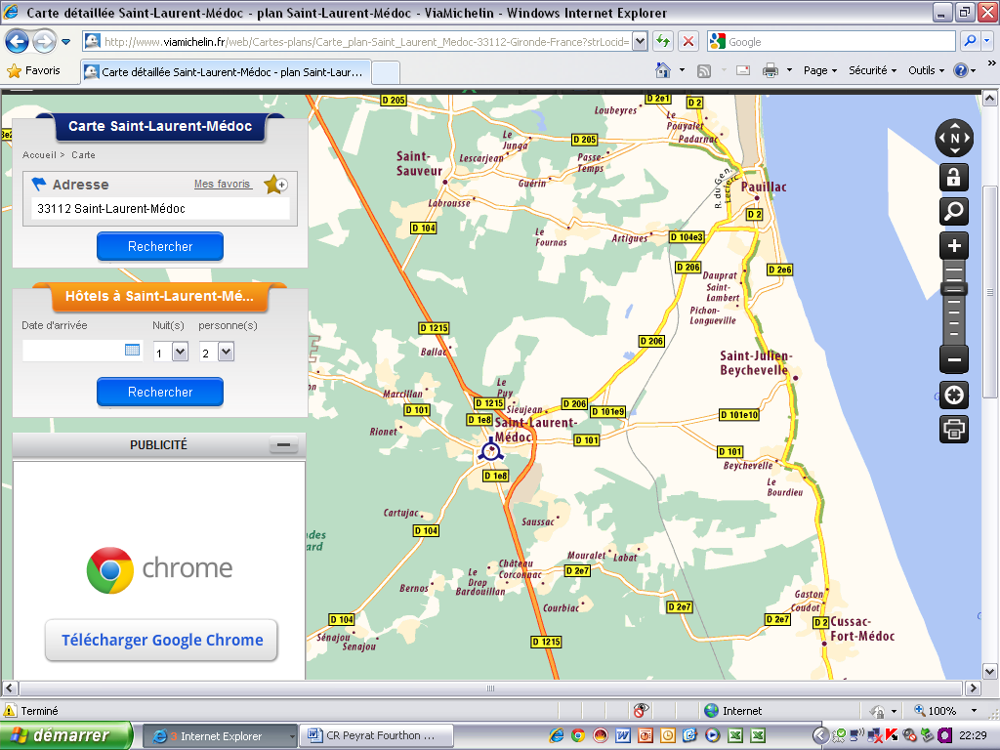 Carte détaillée Saint-Laurent-Médoc - plan Saint-Laurent-Médoc - ViaMichelin - Windows Internet Explorer
http://www.viamichelin.fr/web/Cartes-plans/Carte_plan-Saint_Laurent_Medoc-33112-Gironde-France?strLocid=
Google
Favoris
Carte détaillée Saint-Laurent-Médoc - plan Saint-Laur...
Page
Sécurité
Outils
Carte Saint-Laurent-Médoc
Accueil > Carte
Adresse
Mes favoris
33112 Saint-Laurent-Médoc
Rechercher
Hôtels à Saint-Laurent-Mé...
Date d'arrivée Nuit(s) personne(s)
1 2
Rechercher
PUBLICITÉ
chrome
Télécharger Google Chrome
D 205
D 2e1
D 2
Loubeyres
Le
Pouyalet
Padarnac
Le
Junga
D 205
Saint-
Sauveur
Lescarjean
Passe-
Temps
Guérin
R. du Gén.
Leclerc
Pauillac
Labrousse
D 2
D 104
Le
Fournas
Artigues
D 104e3
D 206
D 2e6
Dauprat
Saint-
Lambert
Pichon-
Longueville
D 1215
D 206
Ballac
Saint-Julien-
Beychevelle
Marcillan
Le
Puy
D 1215
D 206
Sieujean
D 101
D 101e9
D 101e10
D 1e8
Saint-Laurent-
Médoc
Rionet
D 101
D 101
Beychevelle
D 1e8
Le
Bourdieu
Cartujac
D 104
Saussac
Mouralet
Labat
Château
Corconnac
D 2e7
Le
Drap
Bardouillan
Bernos
Courbiac
D 2e7
Gaston
Coudot
D 104
D 2e7
D 2
Cussac-
Fort-Médoc
Sénajou
Senajou
D 1215
N
Terminé
Internet
100%
démarrer
3 Internet Explorer
CR Peyrat Fourthon ...
22:29